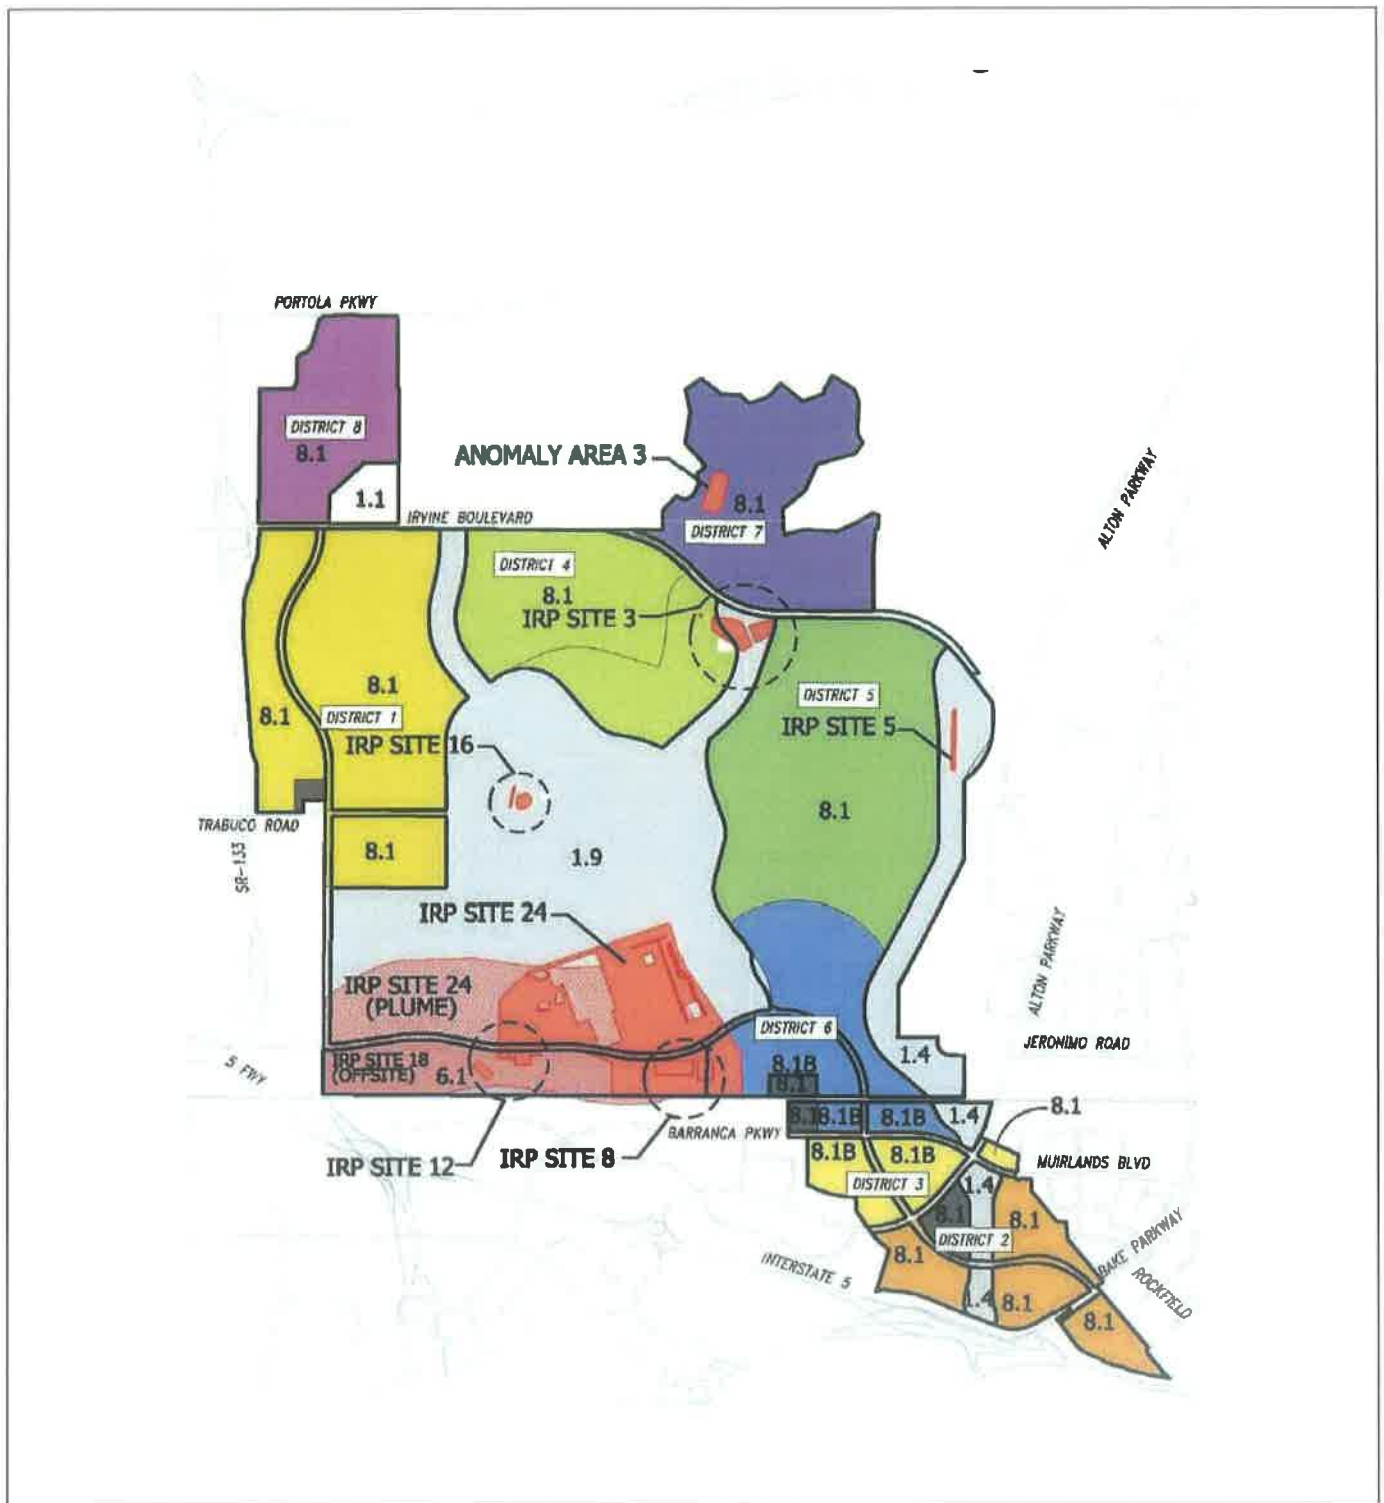 PORTOLA PKWY
DISTRICT 8
8.1
1.1
ANOMALY AREA 3
8.1
DISTRICT 7
IRVINE BOULEVARD
ALTON PARKWAY
DISTRICT 4
8.1
IRP SITE 3
8.1
8.1
DISTRICT 1
DISTRICT 5
IRP SITE 5
IRP SITE 16
8.1
TRABUCO ROAD
SR-133
8.1
1.9
IRP SITE 24
ALTON PARKWAY
IRP SITE 24
(PLUME)
DISTRICT 6
JERONIMO ROAD
5 FWY
IRP SITE 18
(OFFSITE)
6.1
8.1B
8.1
1.4
8.1
8.1B
8.1B
1.4
8.1
BARRANCA PKWY
IRP SITE 12
IRP SITE 8
8.1B
8.1B
MUIRLANDS BLVD
DISTRICT 3
1.4
8.1
8.1
DISTRICT 2
8.1
BAKE PARKWAY
ROCKFIELD
INTERSTATE 5
1.4
8.1
8.1